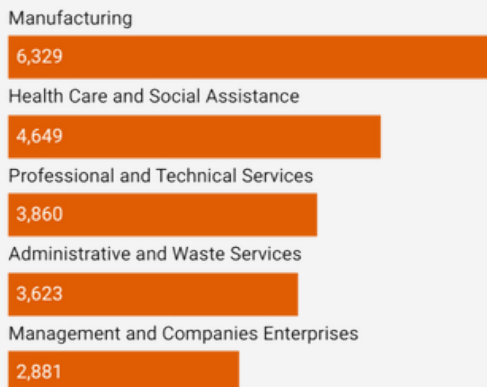 Manufacturing
6,329
Health Care and Social Assistance
4,649
Professional and Technical Services
3,860
Administrative and Waste Services
3,623
Management and Companies Enterprises
2,881